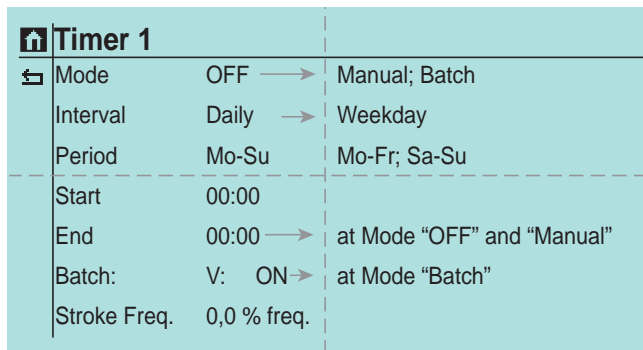 Timer 1
Mode OFF Manual; Batch
Interval Daily Weekday
Period Mo-Su Mo-Fr; Sa-Su
Start 00:00
End 00:00 at Mode “OFF” and “Manual”
Batch: V: ON at Mode “Batch”
Stroke Freq. 0,0 % freq.